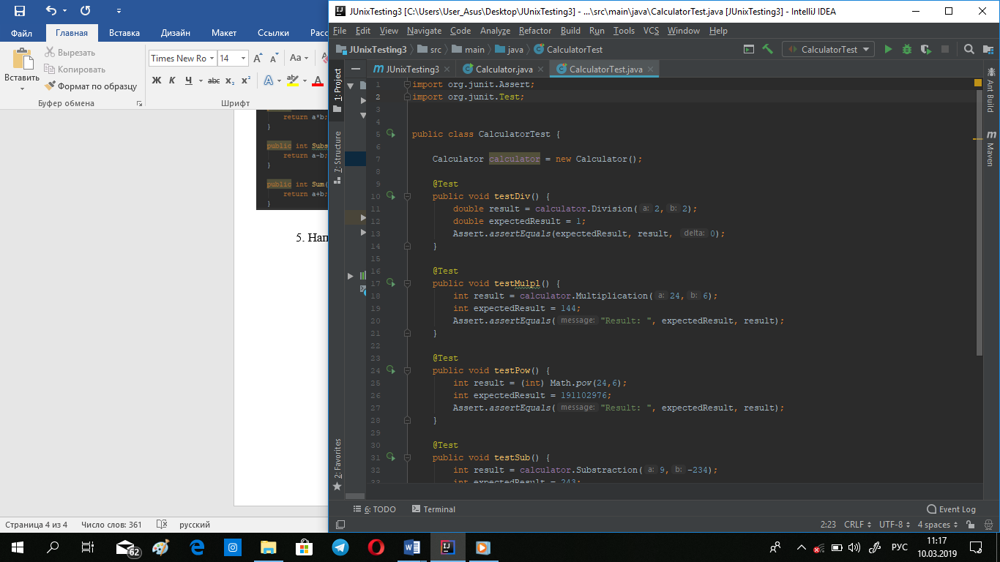 Файл Главная Вставка Дизайн Макет Ссылки Расс
Вставить
Вырезать
Копировать
Формат по образцу
Буфер обмена
Times New Ro 14
Aa
Ж К Ч abc x₂ x²
Шрифт
return a*b;
}
public int Subs
return a-b;
}
public int Sum(
return a+b;
}
5. Нап
Страница 4 из 4 Число слов: 361 русский
JUnixTesting3 [C:\Users\User_Asus\Desktop\JUnixTesting3] - ...\src\main\java\CalculatorTest.java [JUnixTesting3] - IntelliJ IDEA
File Edit View Navigate Code Analyze Refactor Build Run Tools VCS Window Help
JUnixTesting3 src main java CalculatorTest
CalculatorTest
JUnixTesting3 Calculator.java CalculatorTest.java
1: Project
7: Structure
2: Favorites
Ant Build
Maven
1 import org.junit.Assert;
2 import org.junit.Test;
3
4
5 public class CalculatorTest {
6
7 Calculator calculator = new Calculator();
8
9 @Test
10 public void testDiv() {
11 double result = calculator.Division( a: 2, b: 2);
12 double expectedResult = 1;
13 Assert.assertEquals(expectedResult, result, delta: 0);
14 }
15
16 @Test
17 public void testMulpl() {
18 int result = calculator.Multiplication( a: 24, b: 6);
19 int expectedResult = 144;
20 Assert.assertEquals( message: "Result: ", expectedResult, result);
21 }
22
23 @Test
24 public void testPow() {
25 int result = (int) Math.pow(24,6);
26 int expectedResult = 191102976;
27 Assert.assertEquals( message: "Result: ", expectedResult, result);
28 }
29
30 @Test
31 public void testSub() {
32 int result = calculator.Substraction( a: 9, b: -234);
33 int expectedResult = 243;
6: TODO Terminal Event Log
2:23 CRLF UTF-8 4 spaces
62
РУС
11:17
10.03.2019